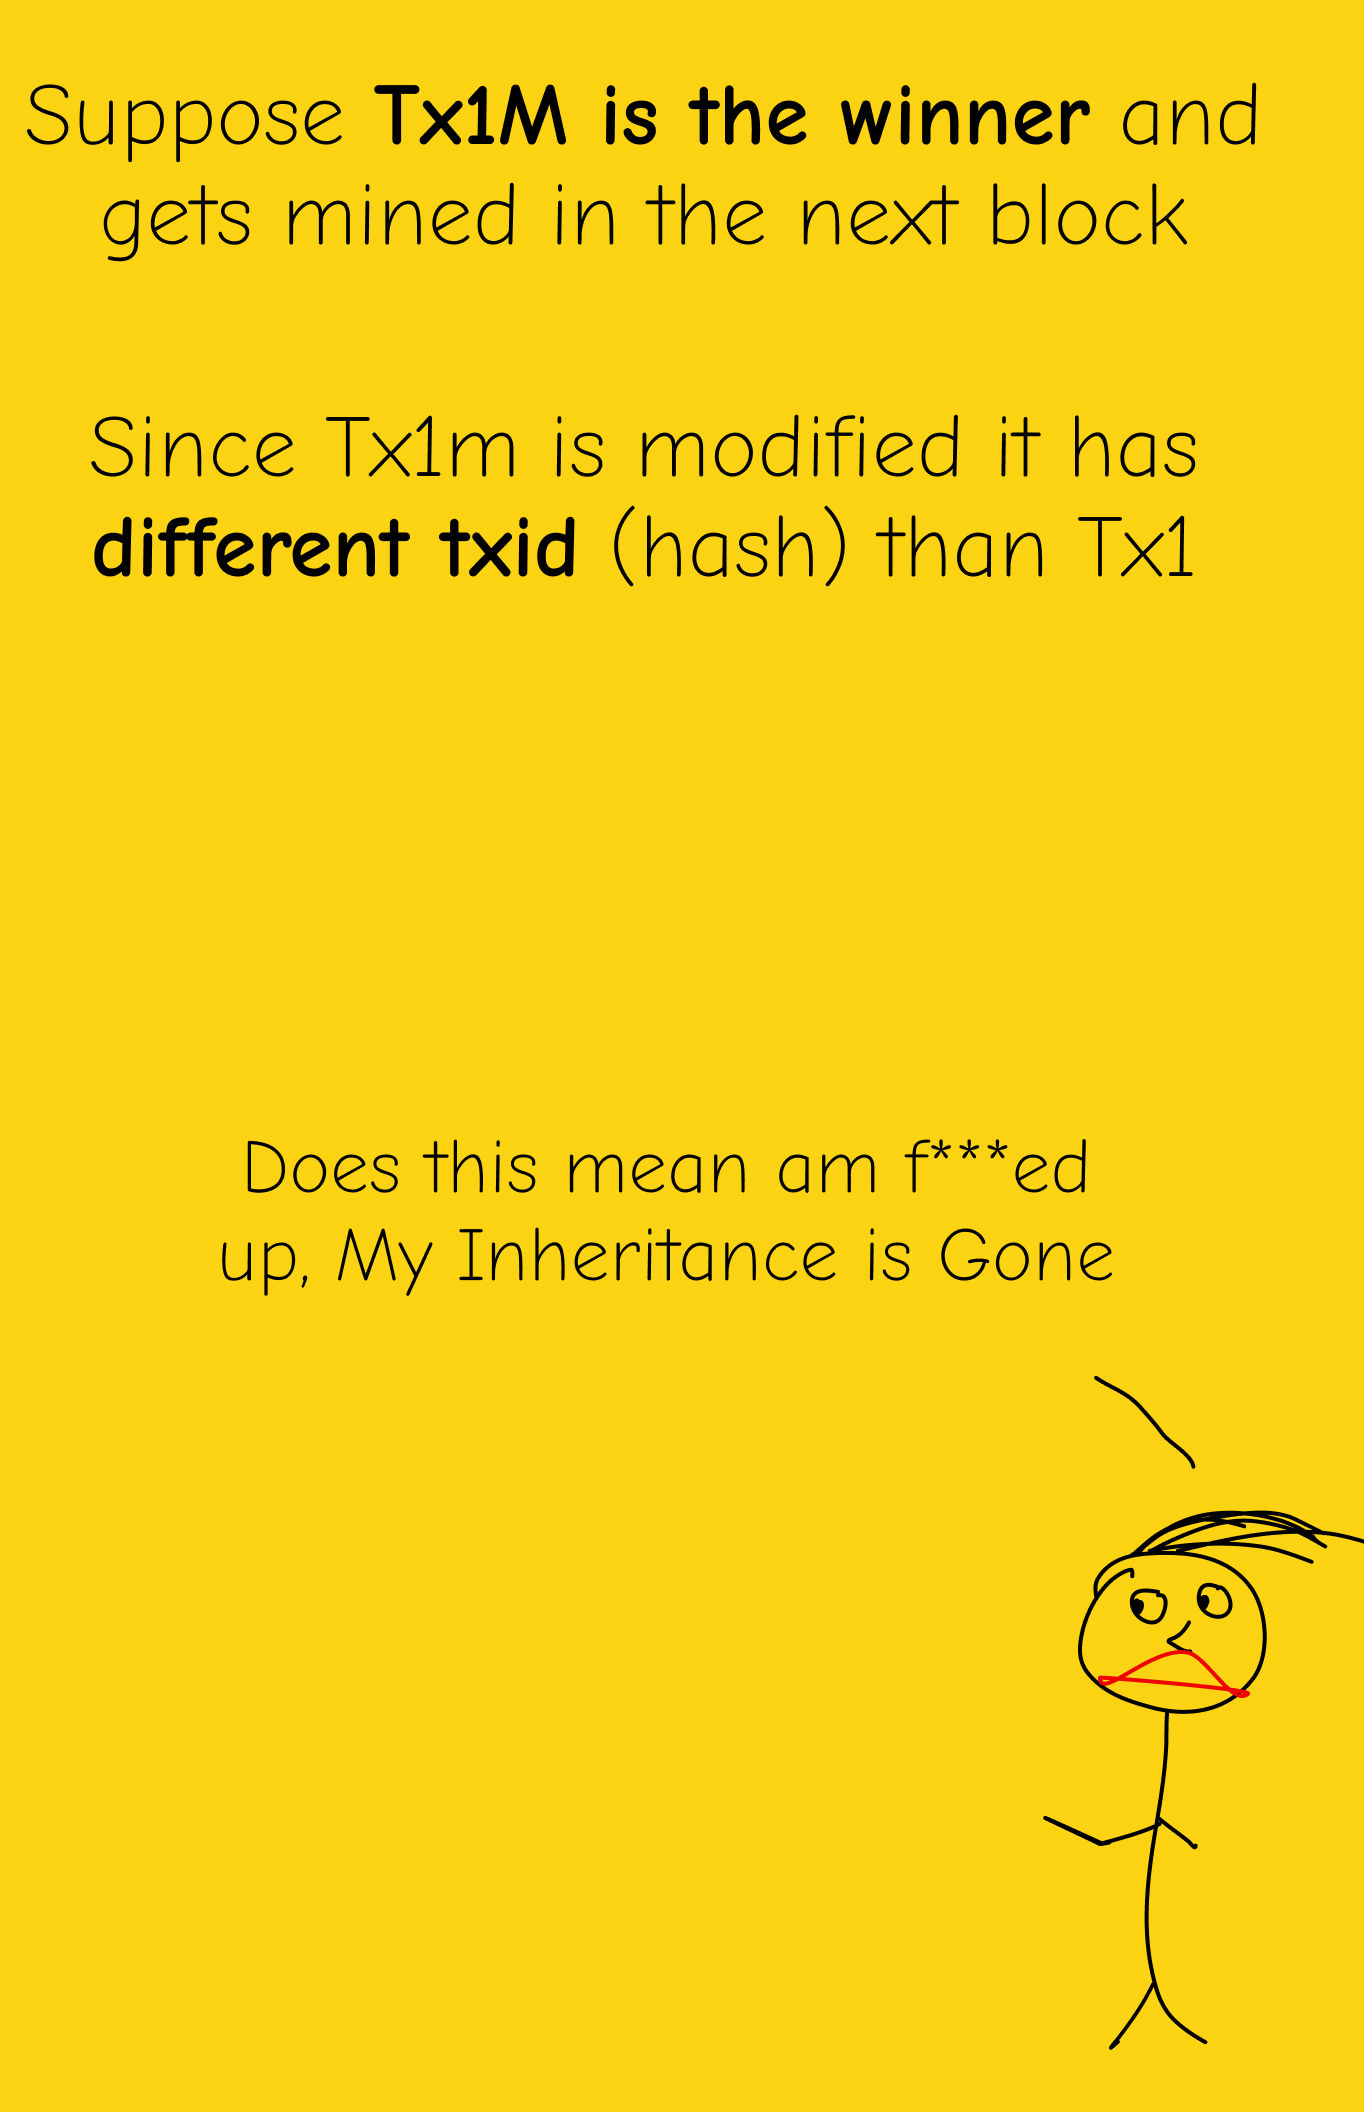 Suppose Tx1M is the winner and
gets mined in the next block
Since Tx1m is modified it has
different txid (hash) than Tx1
Does this mean am f***ed
up, My Inheritance is Gone